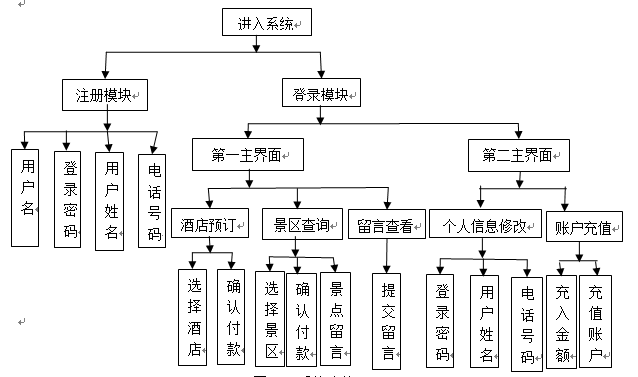 进入系统
注册模块
登录模块
用户名
登录密码
用户姓名
电话号码
第一主界面
第二主界面
酒店预订
景区查询
留言查看
个人信息修改
账户充值
选择酒店
确认付款
选择景区
确认付款
景点留言
提交留言
登录密码
用户姓名
电话号码
充入金额
充值账户